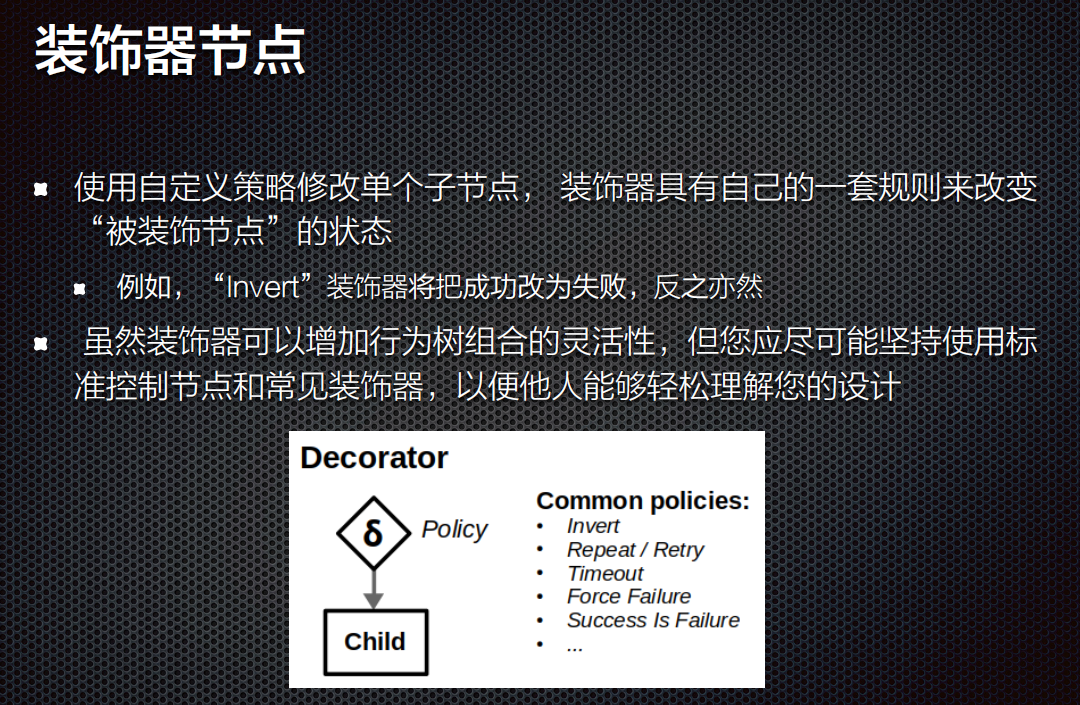 装饰器节点
使用自定义策略修改单个子节点， 装饰器具有自己的一套规则来改变
“被装饰节点”的状态
例如，“Invert”装饰器将把成功改为失败，反之亦然
虽然装饰器可以增加行为树组合的灵活性，但您应尽可能坚持使用标
准控制节点和常见装饰器，以便他人能够轻松理解您的设计
Decorator
δ
Policy
Child
Common policies:
• Invert
• Repeat / Retry
• Timeout
• Force Failure
• Success Is Failure
• ...